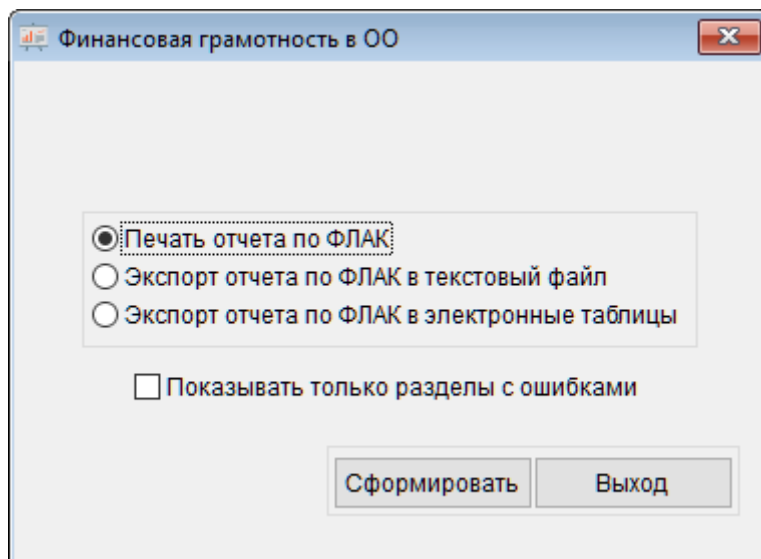 Финансовая грамотность в ОО
Печать отчета по ФЛАК
Экспорт отчета по ФЛАК в текстовый файл
Экспорт отчета по ФЛАК в электронные таблицы
Показывать только разделы с ошибками
Сформировать
Выход